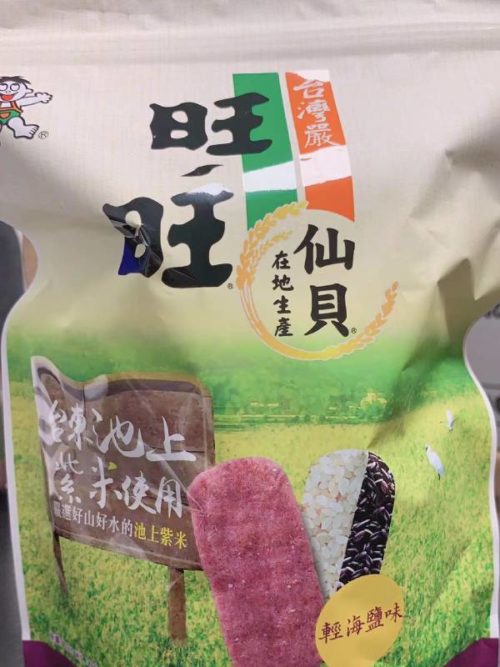 旺旺
台灣嚴
仙貝
在地生產
台東池上
紫米使用
嚴選好山好水的池上紫米
輕海鹽味